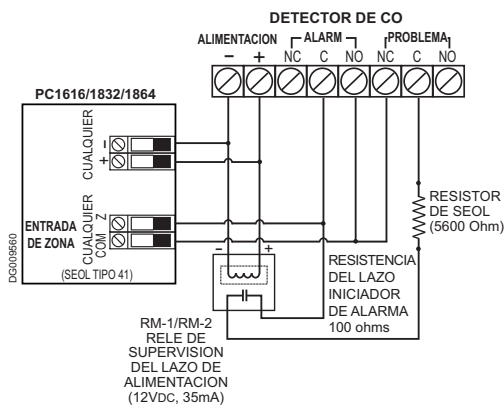 DETECTOR DE CO
ALIMENTACION
ALARM
PROBLEMA
− + NC C NO NC C NO
PC1616/1832/1864
CUALQUIER
−
+
ENTRADA
DE ZONA
CUALQUIER
COM Z
(SEOL TIPO 41)
DG009560
− +
RESISTOR
DE SEOL
(5600 Ohm)
RESISTENCIA
DEL LAZO
INICIADOR
DE ALARMA
100 ohms
RM-1/RM-2
RELE DE
SUPERVISION
DEL LAZO DE
ALIMENTACION
(12VDC, 35mA)